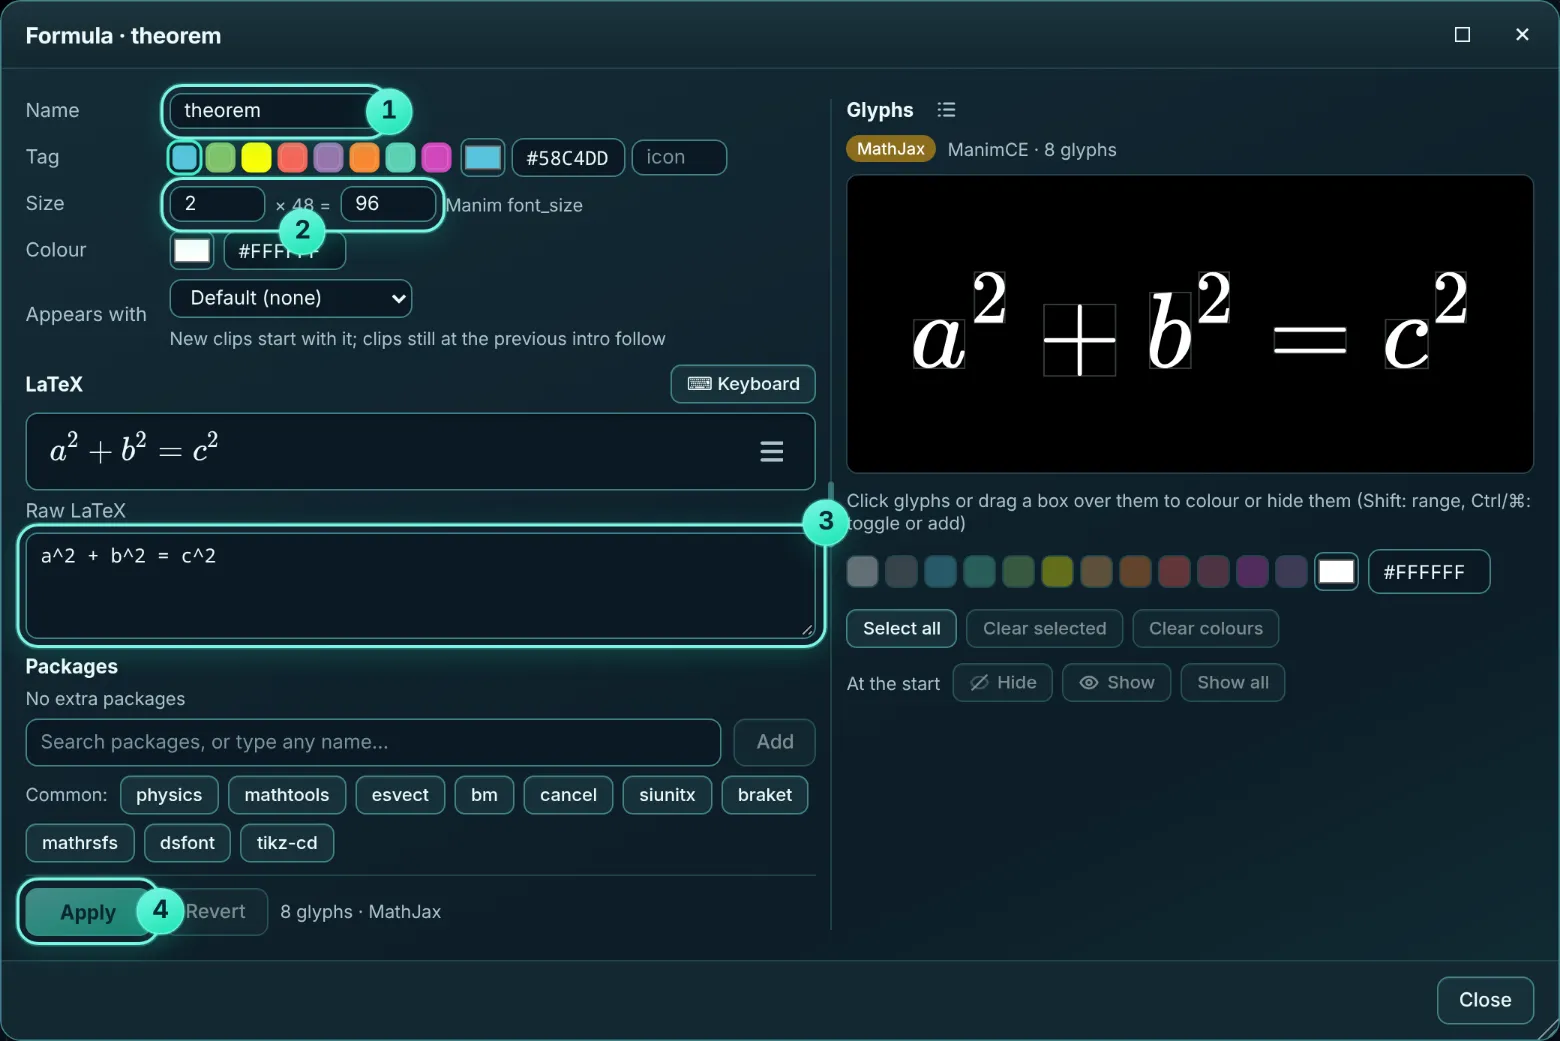 Formula · theorem
Name
theorem
1
Tag
#58C4DD
icon
Size
2
× 48 =
96
Manim font_size
2
Colour
#FFFFFF
Appears with
Default (none)
New clips start with it; clips still at the previous intro follow
LaTeX
Keyboard
a² + b² = c²
Raw LaTeX
3
a^2 + b^2 = c^2
Packages
No extra packages
Search packages, or type any name...
Add
Common:
physics
mathtools
esvect
bm
cancel
siunitx
braket
mathrsfs
dsfont
tikz-cd
Apply
4
Revert
8 glyphs · MathJax
Glyphs
MathJax
ManimCE · 8 glyphs
a² + b² = c²
Click glyphs or drag a box over them to colour or hide them (Shift: range, Ctrl/⌘:
toggle or add)
#FFFFFF
Select all
Clear selected
Clear colours
At the start
Hide
Show
Show all
Close